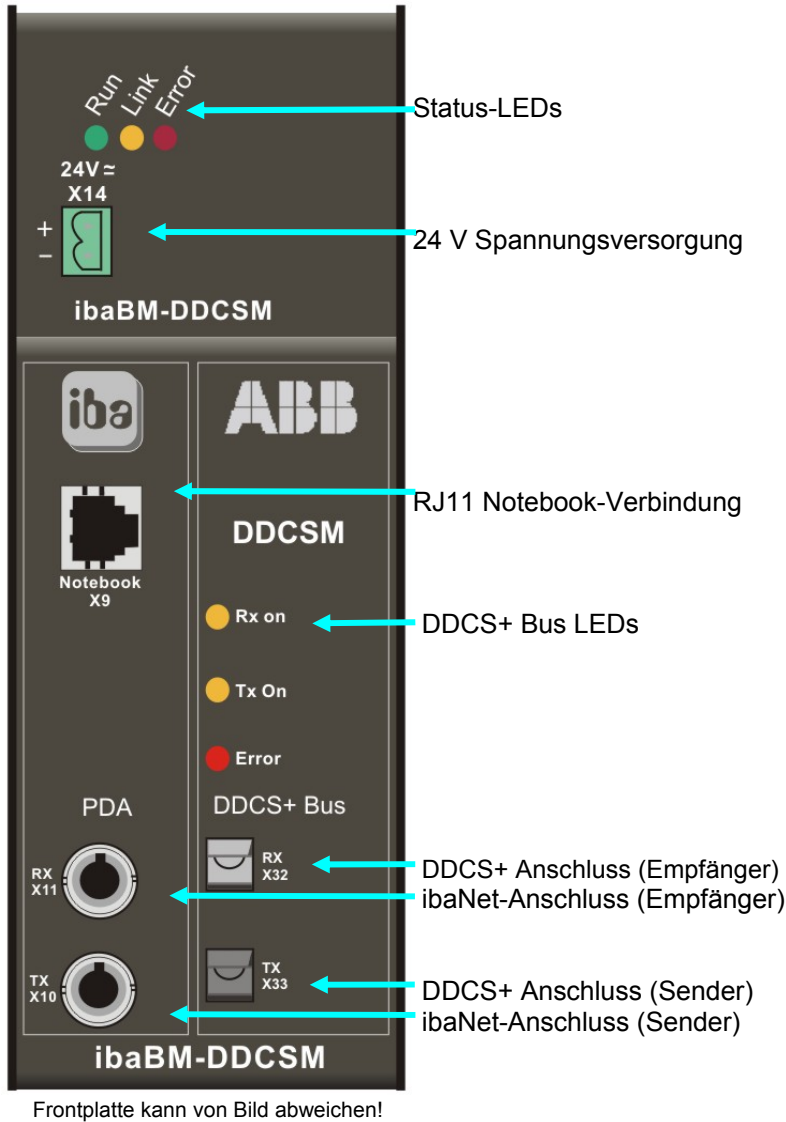 Run Link Error
Status-LEDs
24V ≂
X14
+
–
24 V Spannungsversorgung
ibaBM-DDCSM
iba
ABB
RJ11 Notebook-Verbindung
DDCSM
Notebook
X9
Rx on
DDCS+ Bus LEDs
Tx On
Error
PDA
DDCS+ Bus
RX
X32
DDCS+ Anschluss (Empfänger)
RX
X11
ibaNet-Anschluss (Empfänger)
TX
X33
DDCS+ Anschluss (Sender)
TX
X10
ibaNet-Anschluss (Sender)
ibaBM-DDCSM
Frontplatte kann von Bild abweichen!